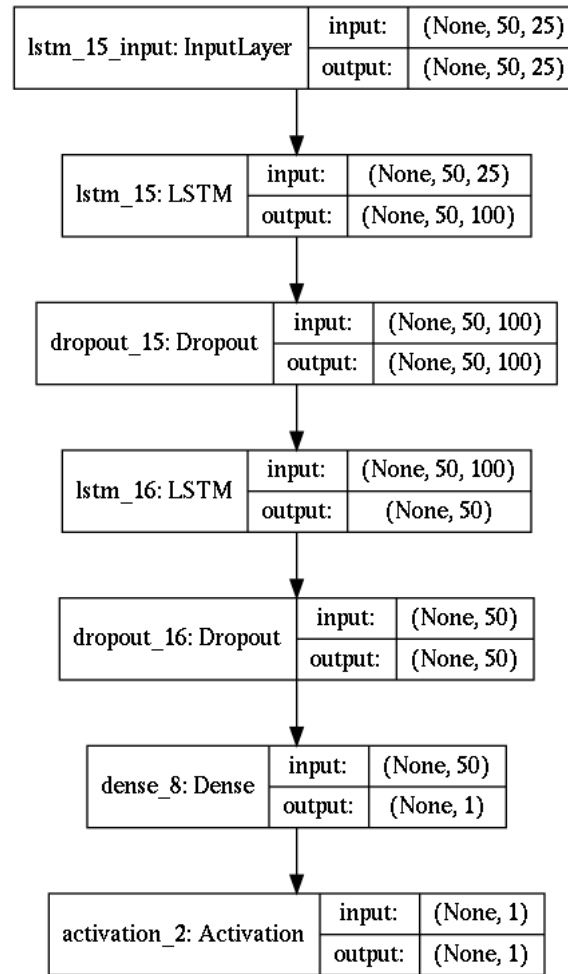 lstm_15_input: InputLayer
input: (None, 50, 25)
output: (None, 50, 25)
lstm_15: LSTM
input: (None, 50, 25)
output: (None, 50, 100)
dropout_15: Dropout
input: (None, 50, 100)
output: (None, 50, 100)
lstm_16: LSTM
input: (None, 50, 100)
output: (None, 50)
dropout_16: Dropout
input: (None, 50)
output: (None, 50)
dense_8: Dense
input: (None, 50)
output: (None, 1)
activation_2: Activation
input: (None, 1)
output: (None, 1)